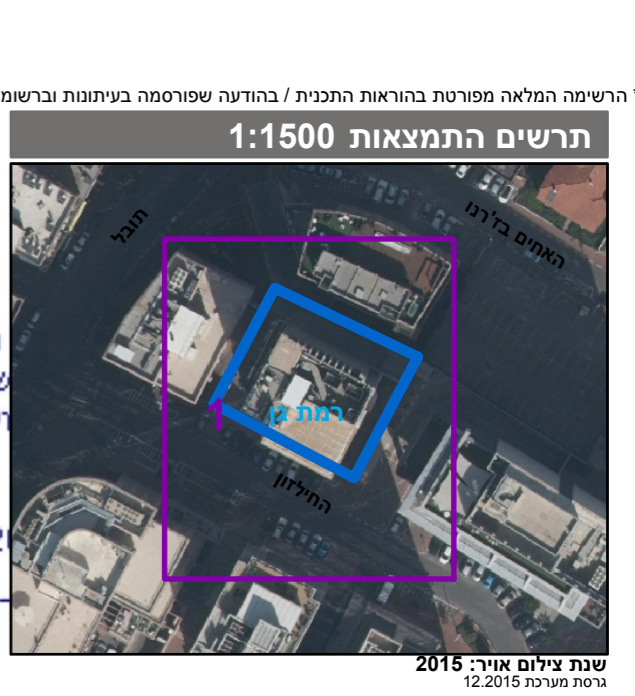 * הרשימה המלאה מפורטת בהוראות התכנית / בהודעה שפורסמה בעיתונות וברשומ
תרשים התמצאות 1:1500
תובל
האחים בז'רנו
1
רמת גן
החילזון
שנת צילום אויר: 2015
גרסת מערכת 12.2015